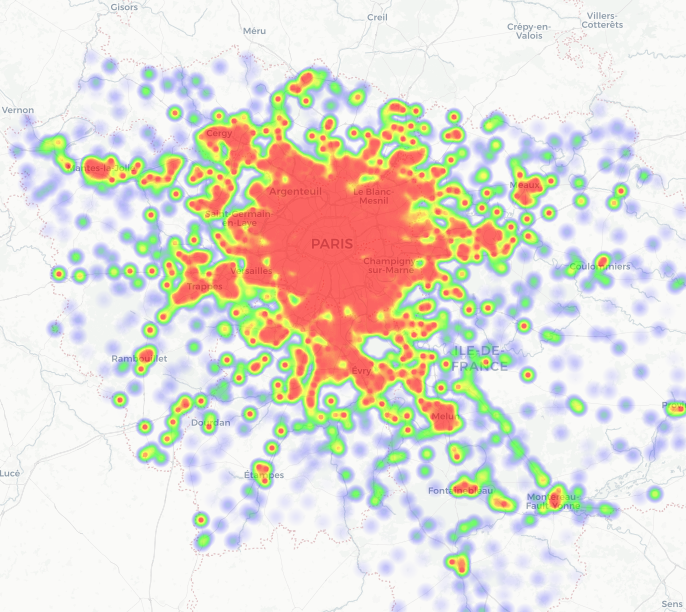 Gisors
Méru
Creil
Crépy-en-
Valois
Villers-
Cotterêts
Vernon
Cergy
Mantes-la-Jolie
Argenteuil
Le Blanc-
Mesnil
Meaux
Saint-Germain-
en-Laye
PARIS
Versailles
Champigny-
sur-Marne
Coulommiers
Trappes
Rambouillet
ILE-DE-
FRANCE
Évry
Melun
Dourdan
Lucé
Étampes
Fontainebleau
Montereau-
Fault-Yonne
Sens